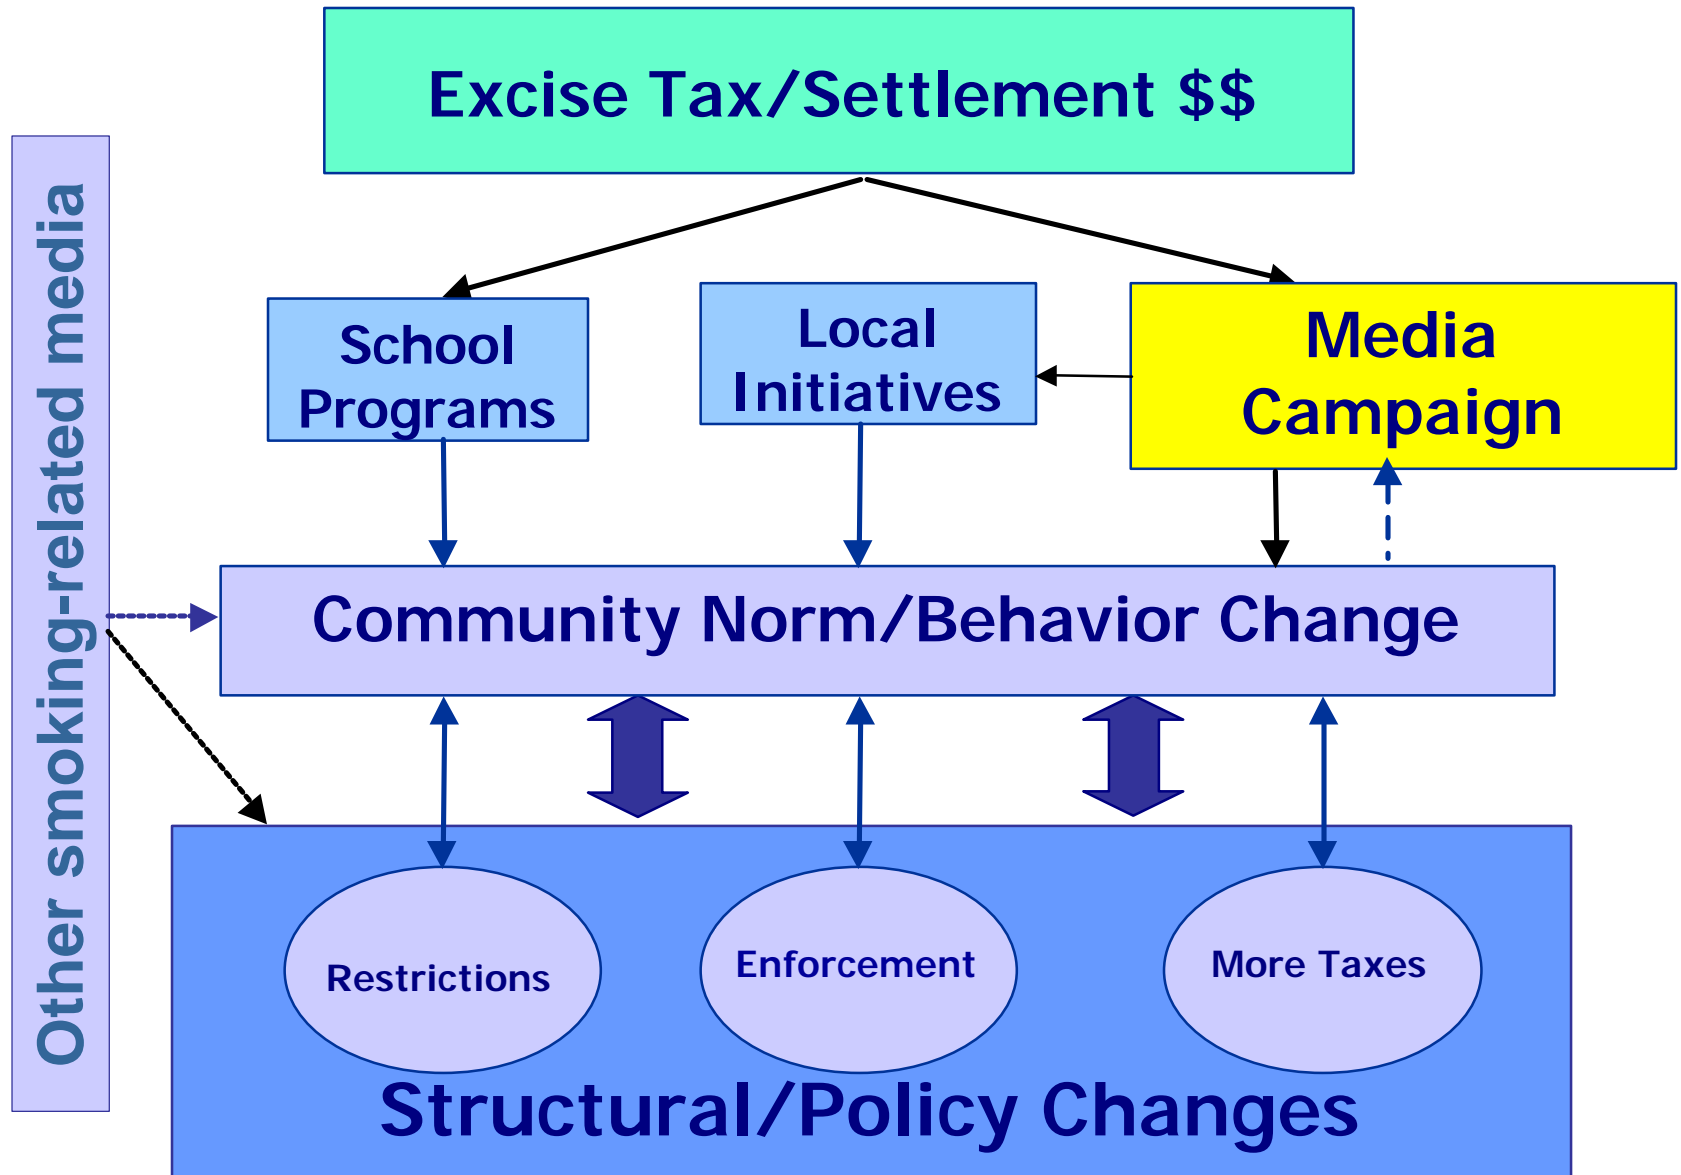 Excise Tax/Settlement $$
Other smoking-related media
School
Programs
Local
Initiatives
Media
Campaign
Community Norm/Behavior Change
Restrictions
Enforcement
More Taxes
Structural/Policy Changes